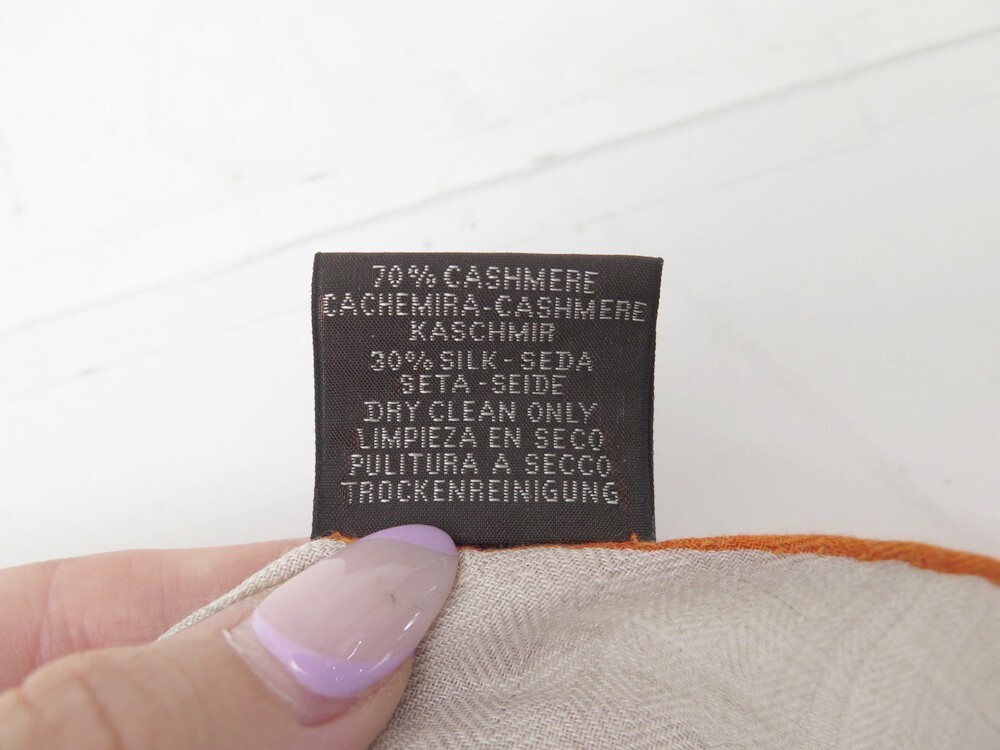 70% CASHMERE
CACHEMIRA-CASHMERE
KASCHMIR
30% SILK - SEDA
SETA - SEIDE
DRY CLEAN ONLY
LIMPIEZA EN SECO
PULITURA A SECCO
TROCKENREINIGUNG